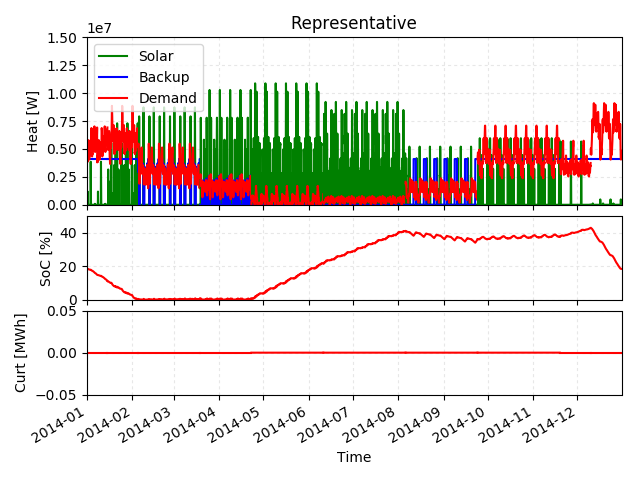 Representative
1e7
Heat [W]
1.50
1.25
1.00
0.75
0.50
0.25
0.00
Solar
Backup
Demand
SoC [%]
40
20
0
Curt [MWh]
0.05
0.00
−0.05
2014-01
2014-02
2014-03
2014-04
2014-05
2014-06
2014-07
2014-08
2014-09
2014-10
2014-11
2014-12
Time